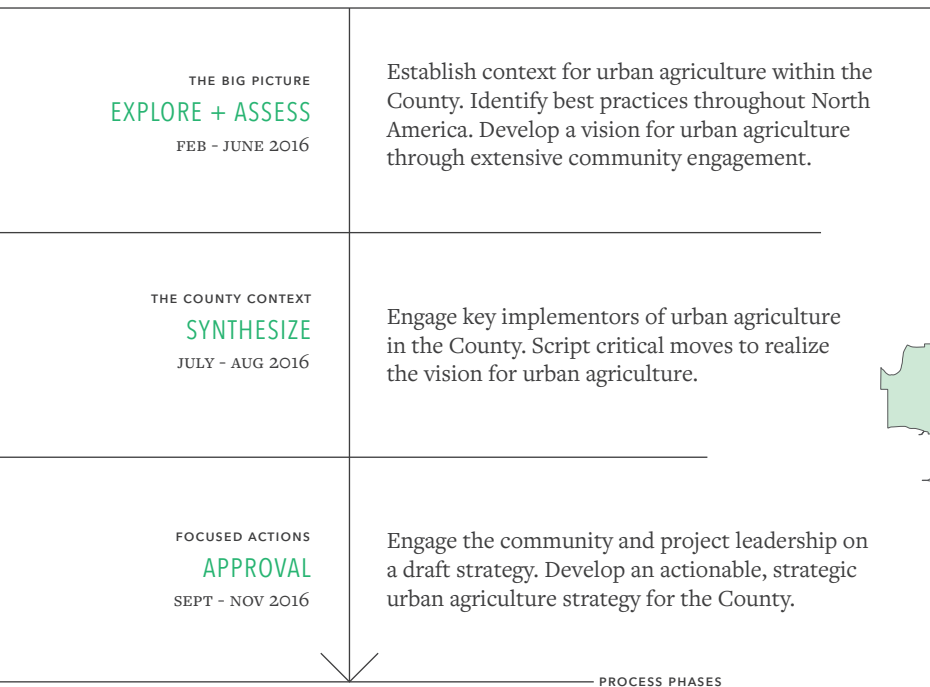 THE BIG PICTURE
EXPLORE + ASSESS
FEB - JUNE 2016
Establish context for urban agriculture within the
County. Identify best practices throughout North
America. Develop a vision for urban agriculture
through extensive community engagement.
THE COUNTY CONTEXT
SYNTHESIZE
JULY - AUG 2016
Engage key implementors of urban agriculture
in the County. Script critical moves to realize
the vision for urban agriculture.
FOCUSED ACTIONS
APPROVAL
SEPT - NOV 2016
Engage the community and project leadership on
a draft strategy. Develop an actionable, strategic
urban agriculture strategy for the County.
PROCESS PHASES